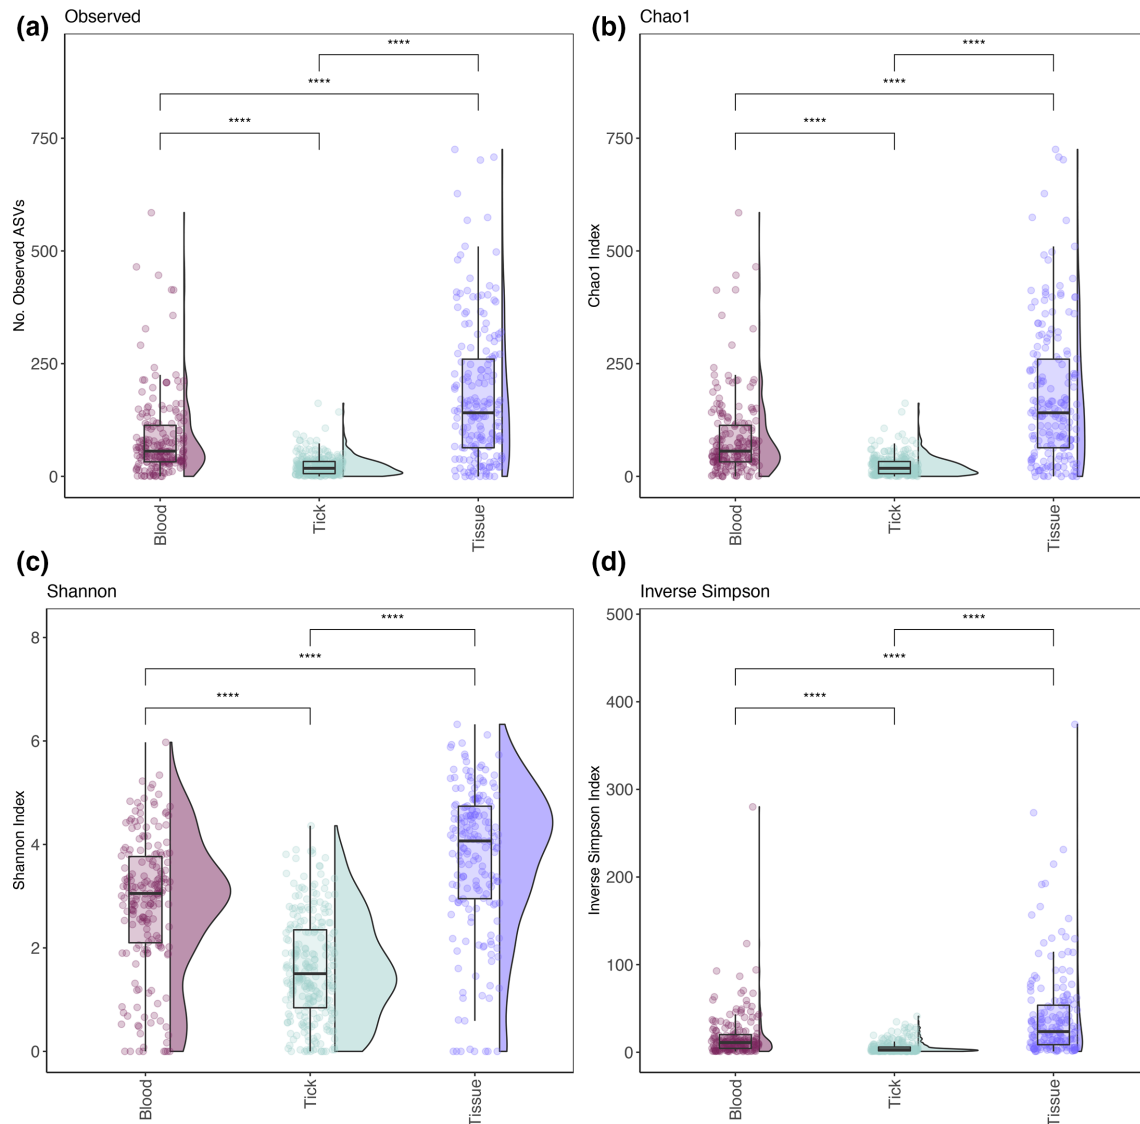 (a) Observed
****
****
****
No. Observed ASVs
750
500
250
0
Blood Tick Tissue
(b) Chao1
****
****
****
Chao1 Index
750
500
250
0
Blood Tick Tissue
(c)
Shannon
****
****
****
Shannon Index
8
6
4
2
0
Blood Tick Tissue
(d)
Inverse Simpson
****
****
****
Inverse Simpson Index
500
400
300
200
100
0
Blood Tick Tissue